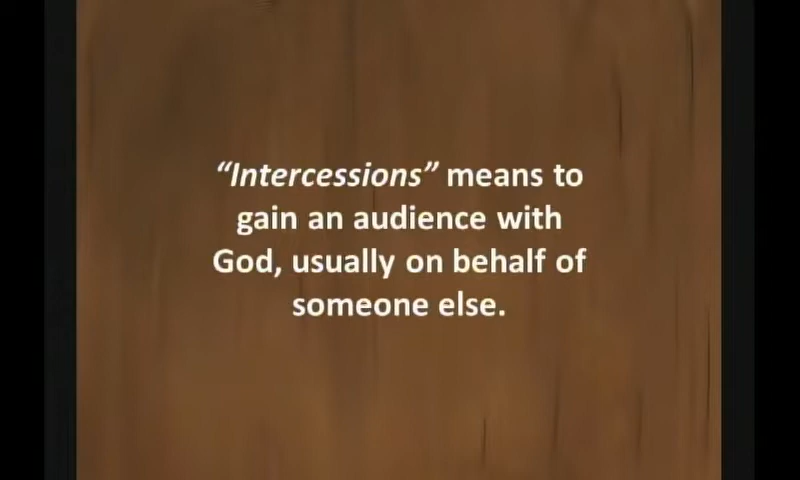 “Intercessions” means to
gain an audience with
God, usually on behalf of
someone else.